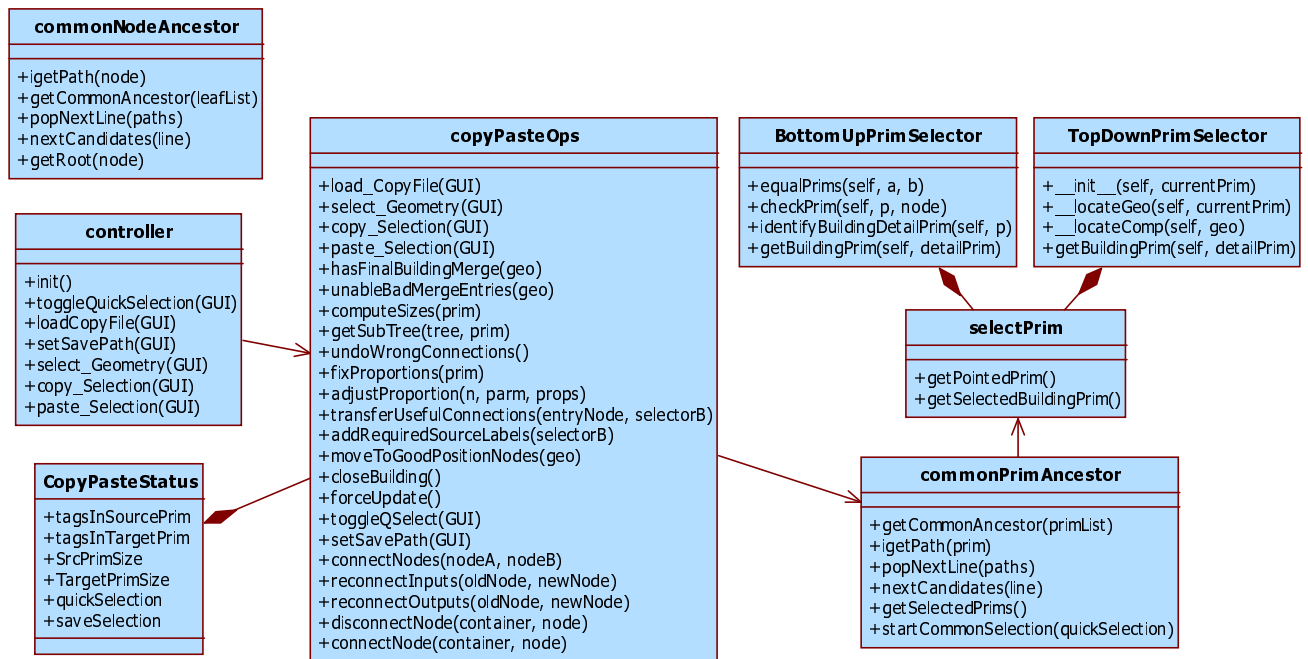 commonNodeAncestor
+igetPath(node)
+getCommonAncestor(leafList)
+popNextLine(paths)
+nextCandidates(line)
+getRoot(node)
controller
+init()
+toggleQuickSelection(GUI)
+loadCopyFile(GUI)
+setSavePath(GUI)
+select_Geometry(GUI)
+copy_Selection(GUI)
+paste_Selection(GUI)
CopyPasteStatus
+tagsInSourcePrim
+tagsInTargetPrim
+SrcPrimSize
+TargetPrimSize
+quickSelection
+saveSelection
copyPasteOps
+load_CopyFile(GUI)
+select_Geometry(GUI)
+copy_Selection(GUI)
+paste_Selection(GUI)
+hasFinalBuildingMerge(geo)
+unableBadMergeEntries(geo)
+computeSizes(prim)
+getSubTree(tree, prim)
+undoWrongConnections()
+fixProportions(prim)
+adjustProportion(n, parm, props)
+transferUsefulConnections(entryNode, selectorB)
+addRequiredSourceLabels(selectorB)
+moveToGoodPositionNodes(geo)
+closeBuilding()
+forceUpdate()
+toggleQSelect(GUI)
+setSavePath(GUI)
+connectNodes(nodeA, nodeB)
+reconnectInputs(oldNode, newNode)
+reconnectOutputs(oldNode, newNode)
+disconnectNode(container, node)
+connectNode(container, node)
BottomUpPrimSelector
+equalPrims(self, a, b)
+checkPrim(self, p, node)
+identifyBuildingDetailPrim(self, p)
+getBuildingPrim(self, detailPrim)
TopDownPrimSelector
+__init__(self, currentPrim)
+__locateGeo(self, currentPrim)
+__locateComp(self, geo)
+getBuildingPrim(self, detailPrim)
selectPrim
+getPointedPrim()
+getSelectedBuildingPrim()
commonPrimAncestor
+getCommonAncestor(primList)
+igetPath(prim)
+popNextLine(paths)
+nextCandidates(line)
+getSelectedPrims()
+startCommonSelection(quickSelection)